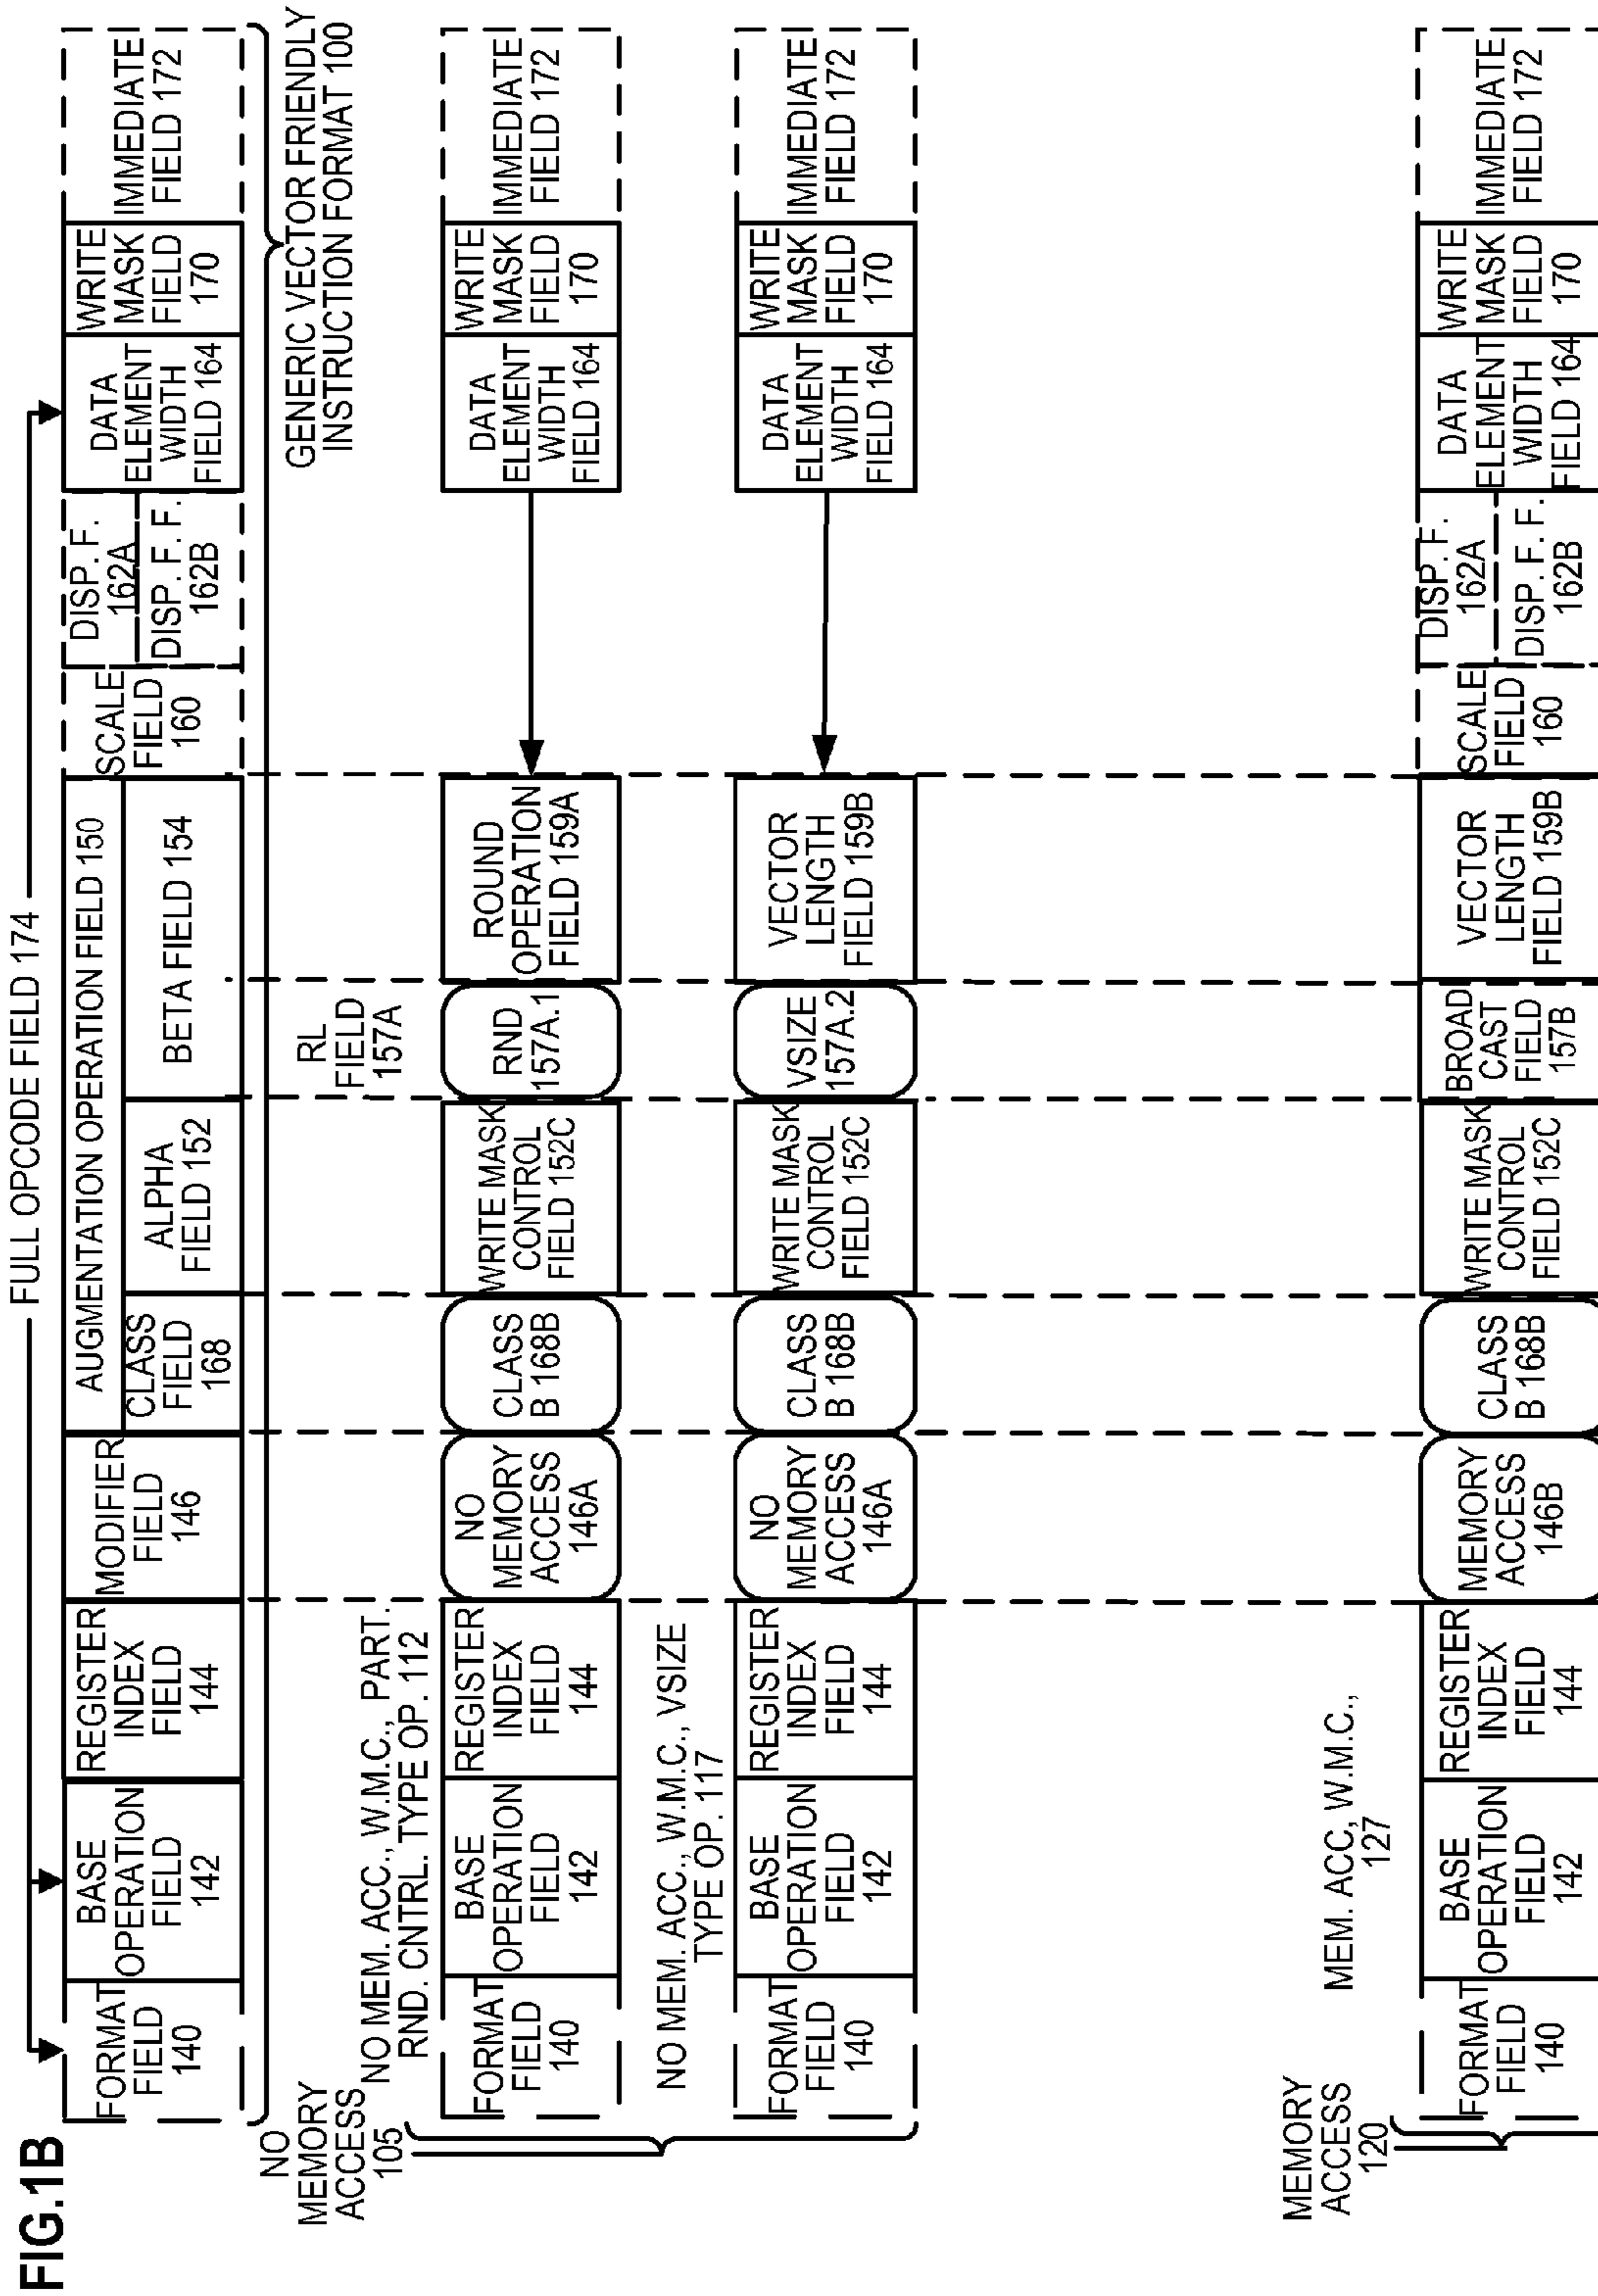 FIG.1B
FULL OPCODE FIELD 174
FORMAT
FIELD
140
BASE
OPERATION
FIELD
142
REGISTER
INDEX
FIELD
144
MODIFIER
FIELD
146
AUGMENTATION OPERATION FIELD 150
CLASS
FIELD
168
ALPHA
FIELD 152
BETA FIELD 154
SCALE
FIELD
160
DISP. F.
162A
DISP. F. F.
162B
DATA
ELEMENT
WIDTH
FIELD 164
WRITE
MASK
FIELD
170
IMMEDIATE
FIELD 172
GENERIC VECTOR FRIENDLY
INSTRUCTION FORMAT 100
NO
MEMORY
ACCESS
105
NO MEM. ACC., W.M.C., PART.
RND. CNTRL. TYPE OP. 112
RL
FIELD
157A
FORMAT
FIELD
140
BASE
OPERATION
FIELD
142
REGISTER
INDEX
FIELD
144
NO
MEMORY
ACCESS
146A
CLASS
B 168B
WRITE MASK
CONTROL
FIELD 152C
RND
157A.1
ROUND
OPERATION
FIELD 159A
DATA
ELEMENT
WIDTH
FIELD 164
WRITE
MASK
FIELD
170
IMMEDIATE
FIELD 172
NO MEM. ACC., W.M.C., VSIZE
TYPE OP. 117
FORMAT
FIELD
140
BASE
OPERATION
FIELD
142
REGISTER
INDEX
FIELD
144
NO
MEMORY
ACCESS
146A
CLASS
B 168B
WRITE MASK
CONTROL
FIELD 152C
VSIZE
157A.2
VECTOR
LENGTH
FIELD 159B
DATA
ELEMENT
WIDTH
FIELD 164
WRITE
MASK
FIELD
170
IMMEDIATE
FIELD 172
MEMORY
ACCESS
120
MEM. ACC, W.M.C.,
127
FORMAT
FIELD
140
BASE
OPERATION
FIELD
142
REGISTER
INDEX
FIELD
144
MEMORY
ACCESS
146B
CLASS
B 168B
WRITE MASK
CONTROL
FIELD 152C
BROAD
CAST
FIELD
157B
VECTOR
LENGTH
FIELD 159B
SCALE
FIELD
160
DISP. F.
162A
DISP. F. F.
162B
DATA
ELEMENT
WIDTH
FIELD 164
WRITE
MASK
FIELD
170
IMMEDIATE
FIELD 172